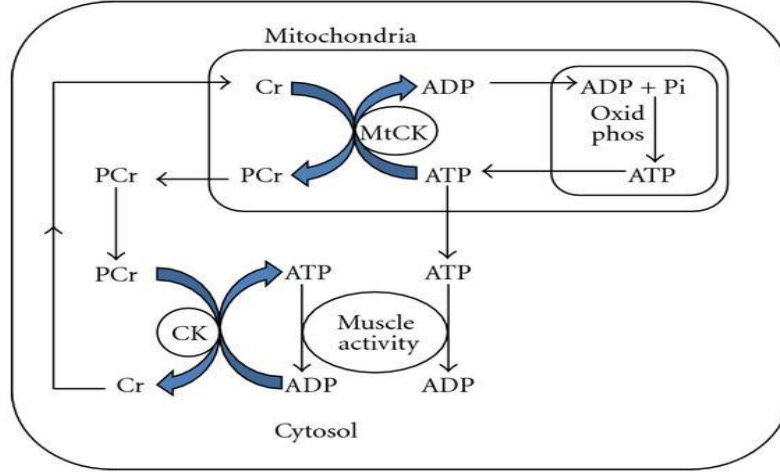 Mitochondria
Cr ADP ADP + Pi
MtCK Oxid
phos
PCr PCr ATP ATP
PCr ATP ATP
CK Muscle
activity
Cr ADP ADP
Cytosol